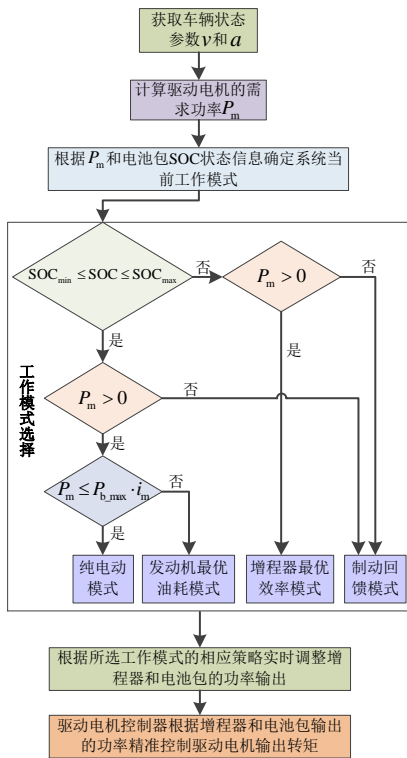 获取车辆状态
参数v和a
计算驱动电机的需
求功率Pm
根据Pm和电池包SOC状态信息确定系统当
前工作模式
SOCmin ≤ SOC ≤ SOCmax
否
Pm > 0
否
是
是
工作模式选择
Pm > 0
否
是
Pm ≤ Pb_max · im
否
是
纯电动
模式
发动机最优
油耗模式
增程器最优
效率模式
制动回
馈模式
根据所选工作模式的相应策略实时调整增
程器和电池包的功率输出
驱动电机控制器根据增程器和电池包输出
的功率精准控制驱动电机输出转矩